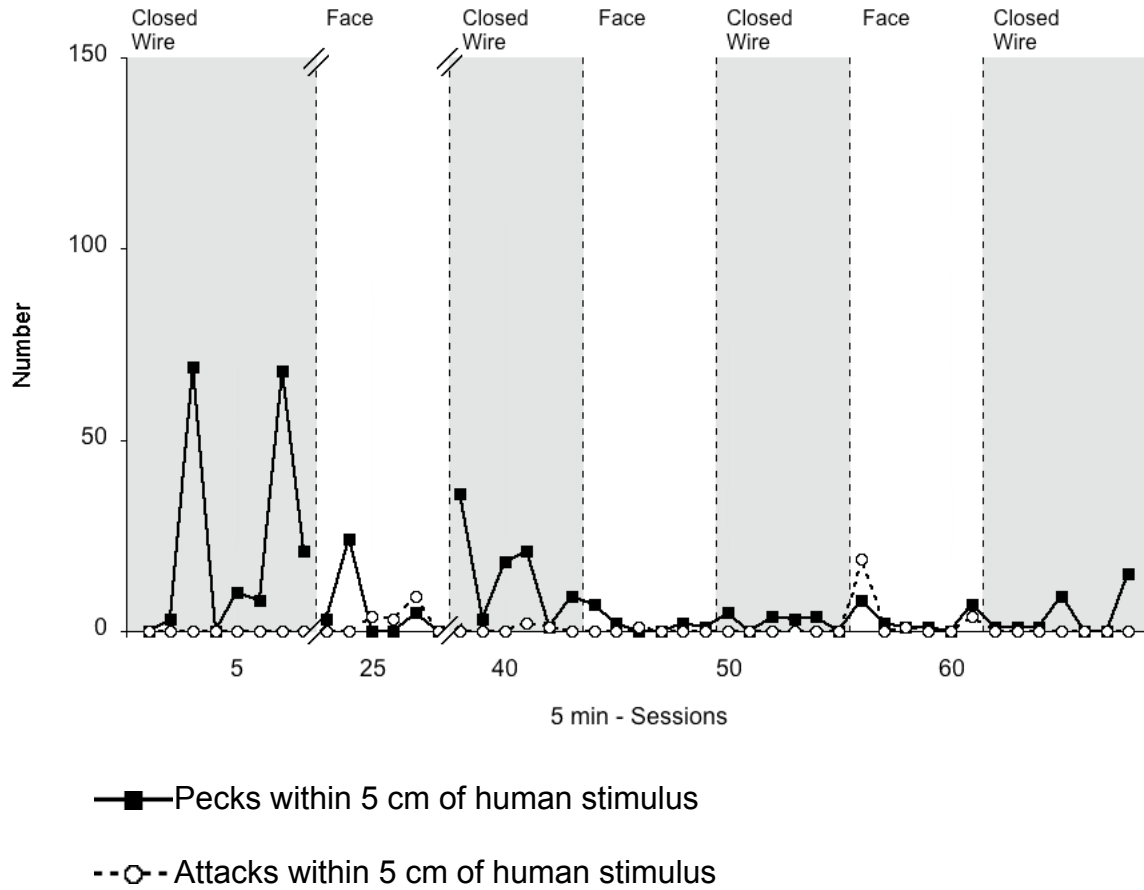 Closed
Wire
Face
Closed
Wire
Face
Closed
Wire
Face
Closed
Wire
150
100
50
0
Number
5
25
40
50
60
5 min - Sessions
Pecks within 5 cm of human stimulus
Attacks within 5 cm of human stimulus